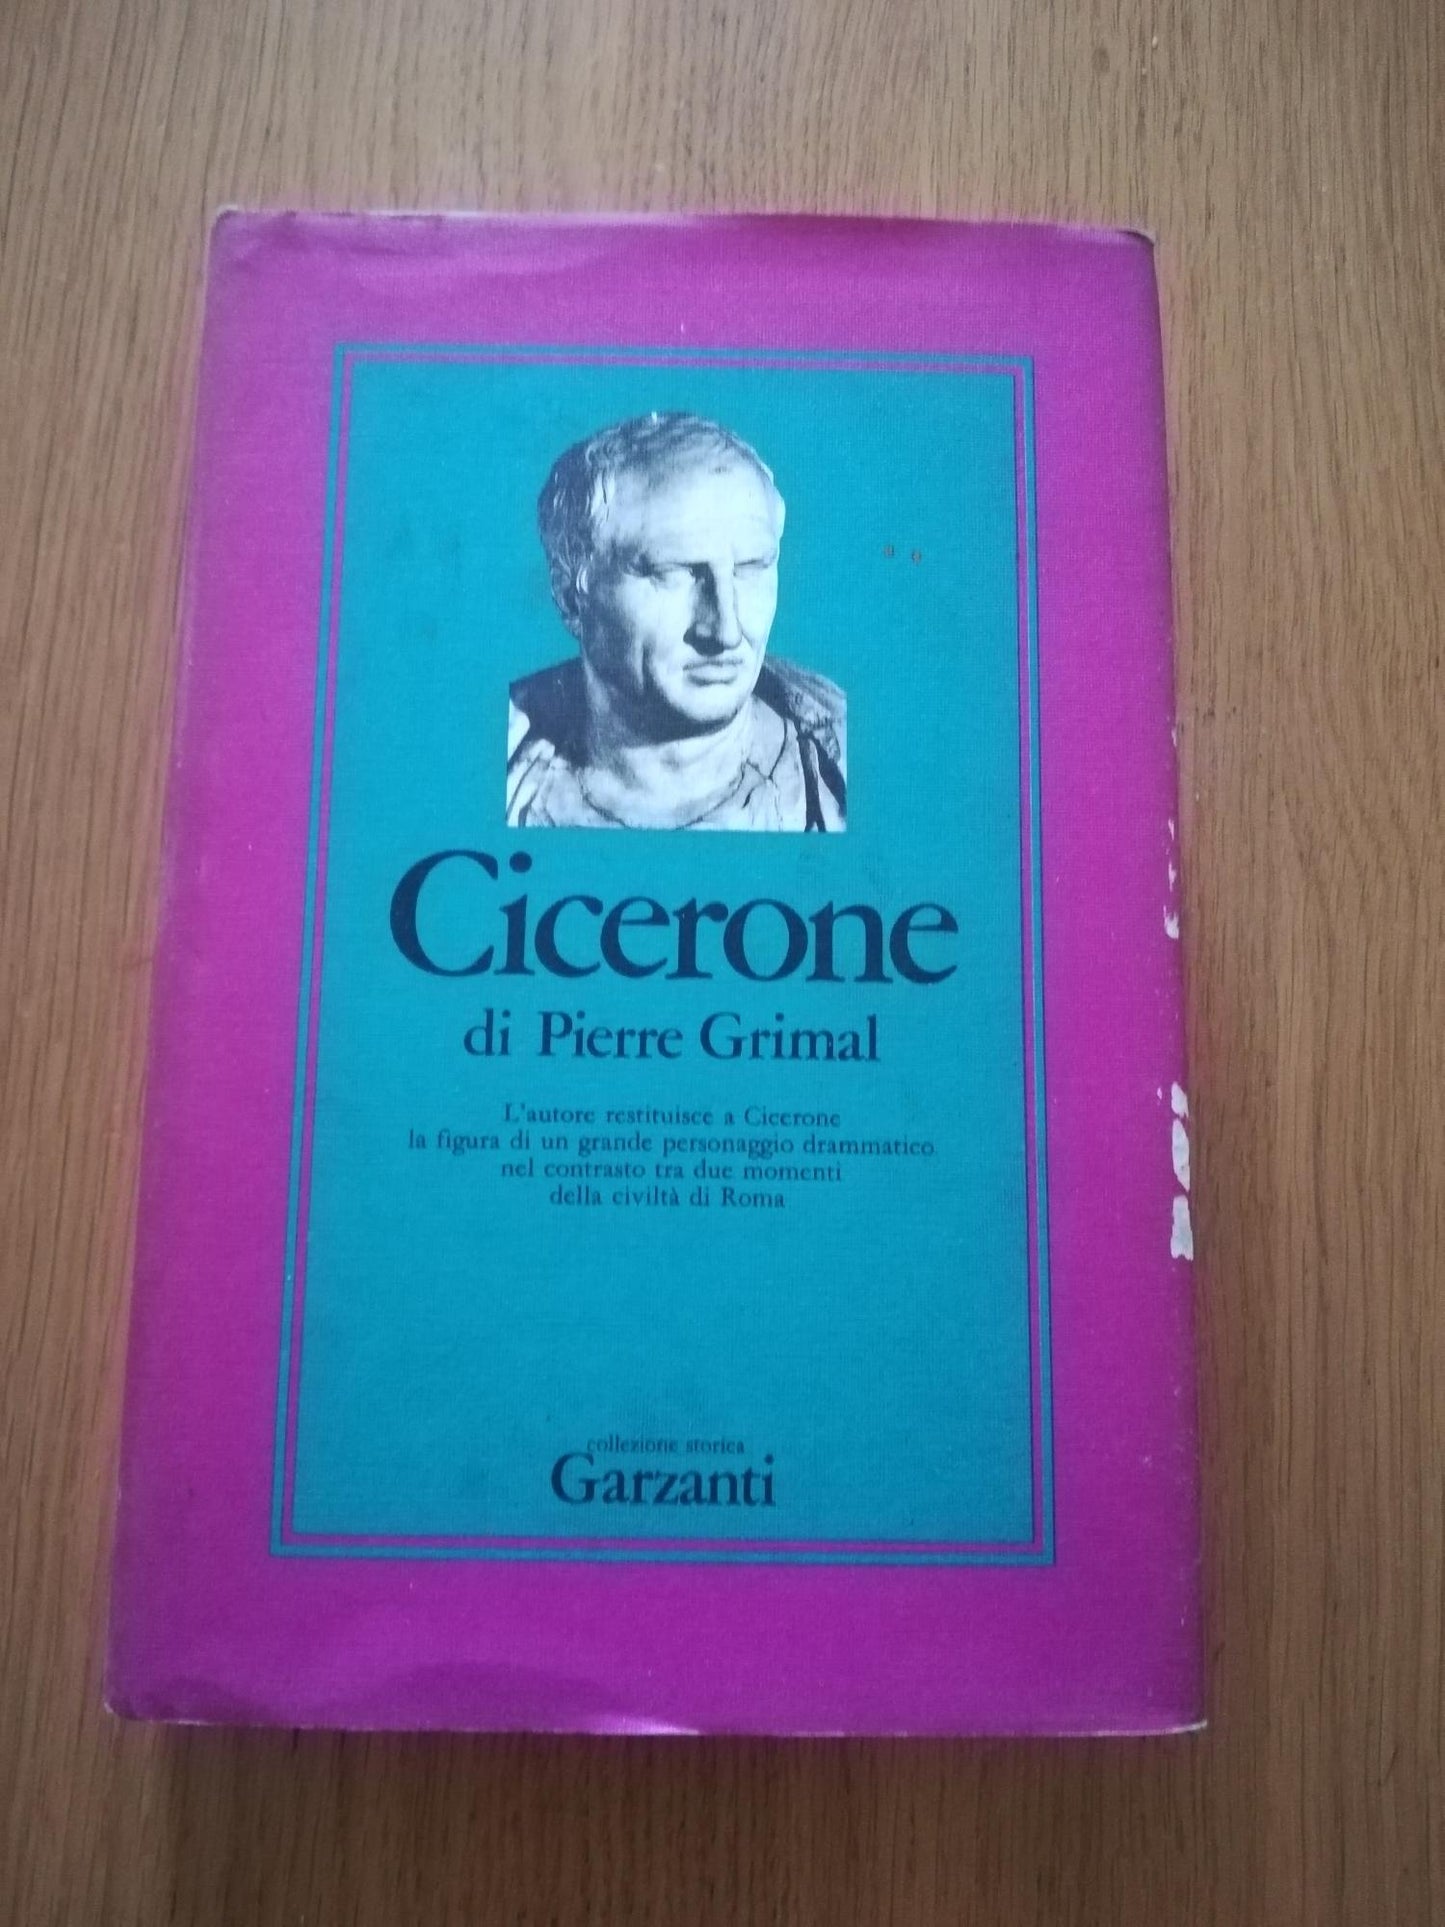 Cicerone
di Pierre Grimal
L'autore restituisce a Cicerone
la figura di un grande personaggio drammatico
nel contrasto tra due momenti
della civiltà di Roma
collezione storica
Garzanti